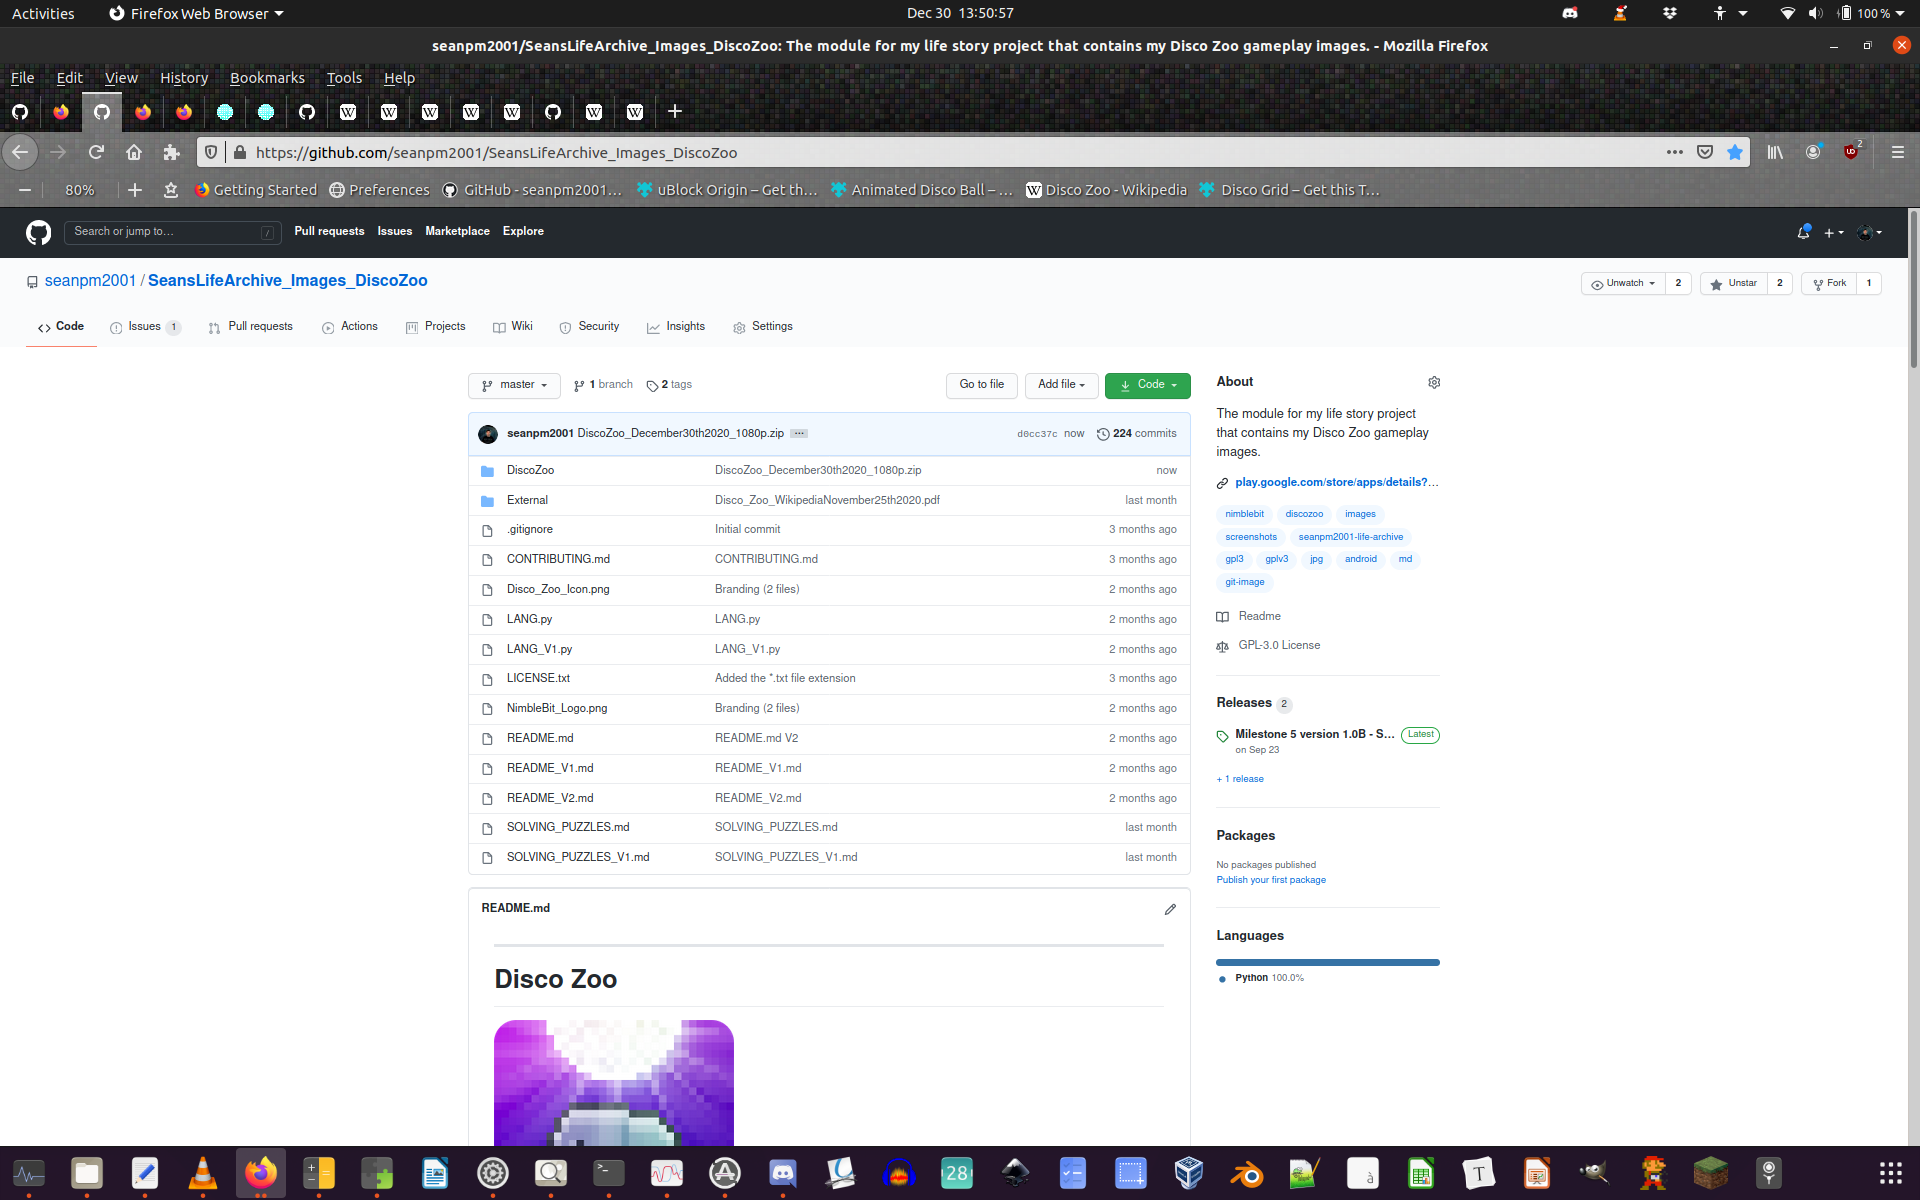 Activities Firefox Web Browser Dec 30 13:50:57 100 %
seanpm2001/SeansLifeArchive_Images_DiscoZoo: The module for my life story project that contains my Disco Zoo gameplay images. - Mozilla Firefox
File Edit View History Bookmarks Tools Help
https://github.com/seanpm2001/SeansLifeArchive_Images_DiscoZoo 2
80% Getting Started Preferences GitHub - seanpm2001… uBlock Origin – Get th… Animated Disco Ball – … Disco Zoo - Wikipedia Disco Grid – Get this T…
Search or jump to… / Pull requests Issues Marketplace Explore
seanpm2001 / SeansLifeArchive_Images_DiscoZoo Unwatch 2 Unstar 2 Fork 1
Code Issues 1 Pull requests Actions Projects Wiki Security Insights Settings
master 1 branch 2 tags Go to file Add file Code
seanpm2001 DiscoZoo_December30th2020_1080p.zip ··· d0cc37c now 224 commits
DiscoZoo DiscoZoo_December30th2020_1080p.zip now
External Disco_Zoo_WikipediaNovember25th2020.pdf last month
.gitignore Initial commit 3 months ago
CONTRIBUTING.md CONTRIBUTING.md 3 months ago
Disco_Zoo_Icon.png Branding (2 files) 2 months ago
LANG.py LANG.py 2 months ago
LANG_V1.py LANG_V1.py 2 months ago
LICENSE.txt Added the *.txt file extension 3 months ago
NimbleBit_Logo.png Branding (2 files) 2 months ago
README.md README.md V2 2 months ago
README_V1.md README_V1.md 2 months ago
README_V2.md README_V2.md 2 months ago
SOLVING_PUZZLES.md SOLVING_PUZZLES.md last month
SOLVING_PUZZLES_V1.md SOLVING_PUZZLES_V1.md last month
README.md
Disco Zoo
About
The module for my life story project
that contains my Disco Zoo gameplay
images.
play.google.com/store/apps/details?…
nimblebit discozoo images
screenshots seanpm2001-life-archive
gpl3 gplv3 jpg android md
git-image
Readme
GPL-3.0 License
Releases 2
Milestone 5 version 1.0B - S… Latest
on Sep 23
+ 1 release
Packages
No packages published
Publish your first package
Languages
Python 100.0%
28